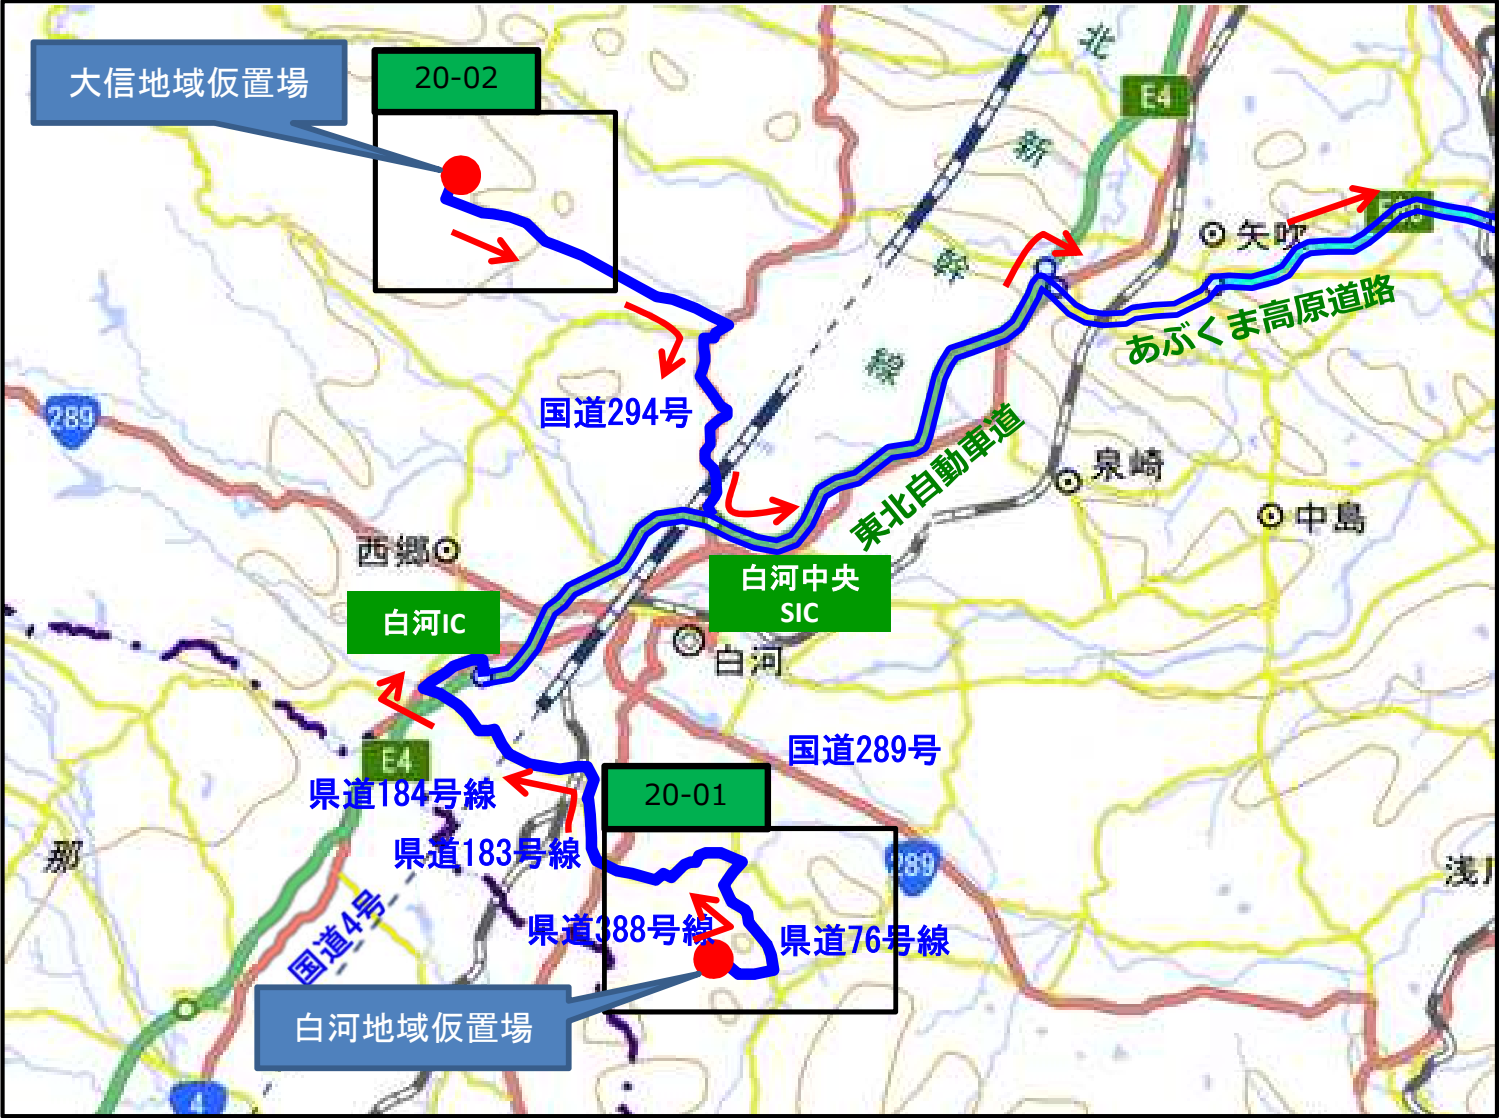 大信地域仮置場
20-02
北
新
幹
線
E4
矢吹
あぶくま高原道路
289
国道294号
東北自動車道
泉崎
中島
西郷
白河IC
白河中央
SIC
白河
国道289号
E4
県道184号線
20-01
県道183号線
那
289
浅
国道4号
県道388号線
県道76号線
白河地域仮置場
4